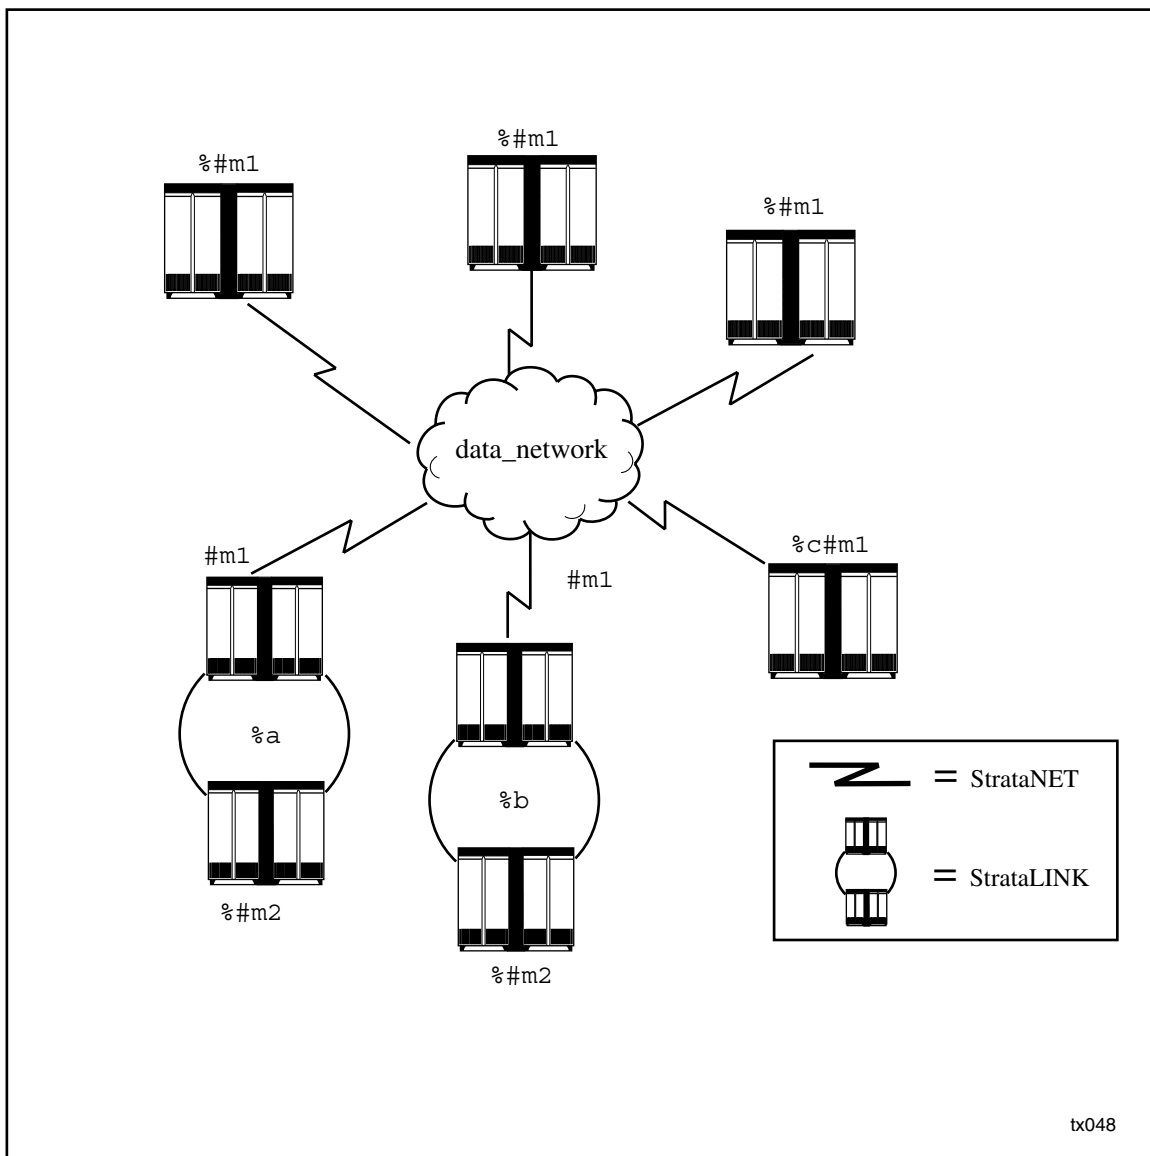 %#m1
%#m1
%#m1
data_network
#m1
#m1
%c#m1
%a
%b
%#m2
%#m2
= StrataNET
= StrataLINK
tx048